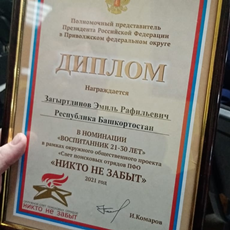 Полномочный представитель
Президента Российской Федерации
в Приволжском федеральном округе
ДИПЛОМ
Награждается
Загыртдинов Эмиль Рафильевич
Республика Башкортостан
В НОМИНАЦИИ
«ВОСПИТАННИК 21-30 ЛЕТ»
в рамках окружного общественного проекта
«Слет поисковых отрядов ПФО
«НИКТО НЕ ЗАБЫТ»
2021 год
И.Комаров
НИКТО НЕ ЗАБЫТ